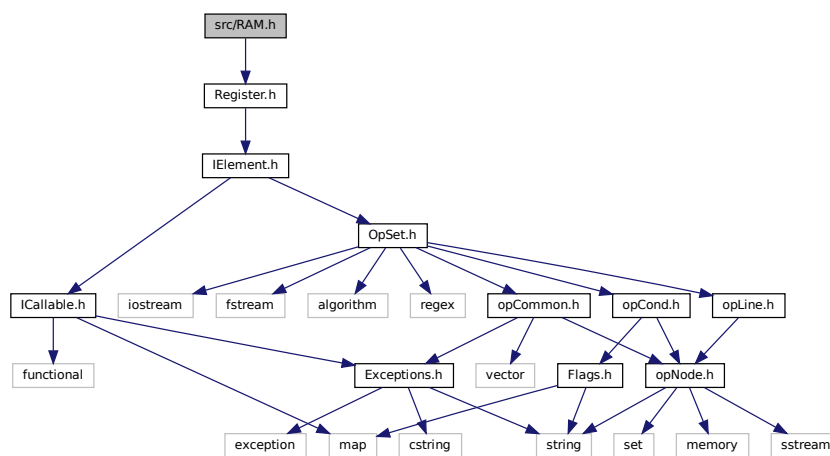 src/RAM.h
Register.h
IElement.h
OpSet.h
ICallable.h
iostream
fstream
algorithm
regex
opCommon.h
opCond.h
opLine.h
functional
Exceptions.h
vector
Flags.h
opNode.h
exception
map
cstring
string
set
memory
sstream